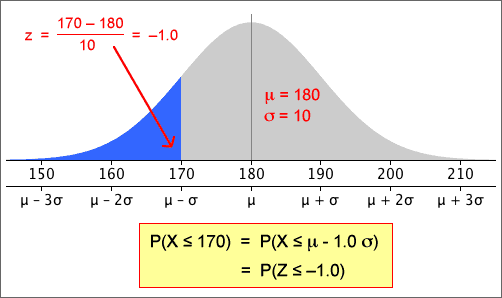 z = 170 – 180 / 10 = –1.0
μ = 180
σ = 10
150 160 170 180 190 200 210
μ – 3σ μ – 2σ μ – σ μ μ + σ μ + 2σ μ + 3σ
P(X ≤ 170) = P(X ≤ μ - 1.0 σ)
= P(Z ≤ –1.0)